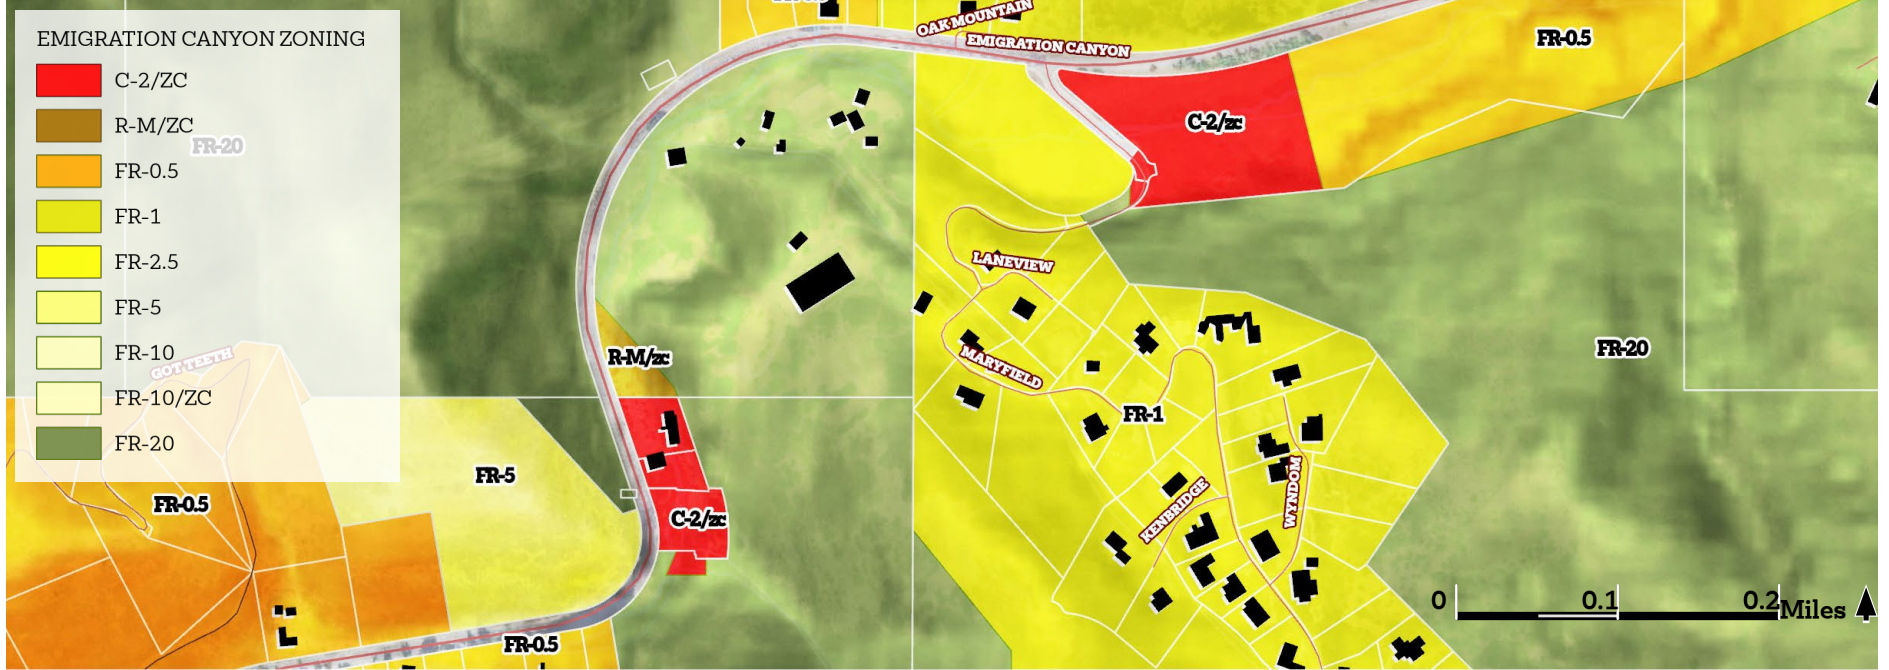 EMIGRATION CANYON ZONING
C-2/ZC
R-M/ZC
FR-0.5
FR-1
FR-2.5
FR-5
FR-10
FR-10/ZC
FR-20
FR-20
GOT TEETH
OAK MOUNTAIN
EMIGRATION CANYON
FR-0.5
C-2/zc
LANEVIEW
R-M/zc
MARYFIELD
FR-20
FR-1
FR-5
FR-0.5
KENBRIDGE
WYNDOM
C-2/zc
FR-0.5
0 0.1 0.2 Miles